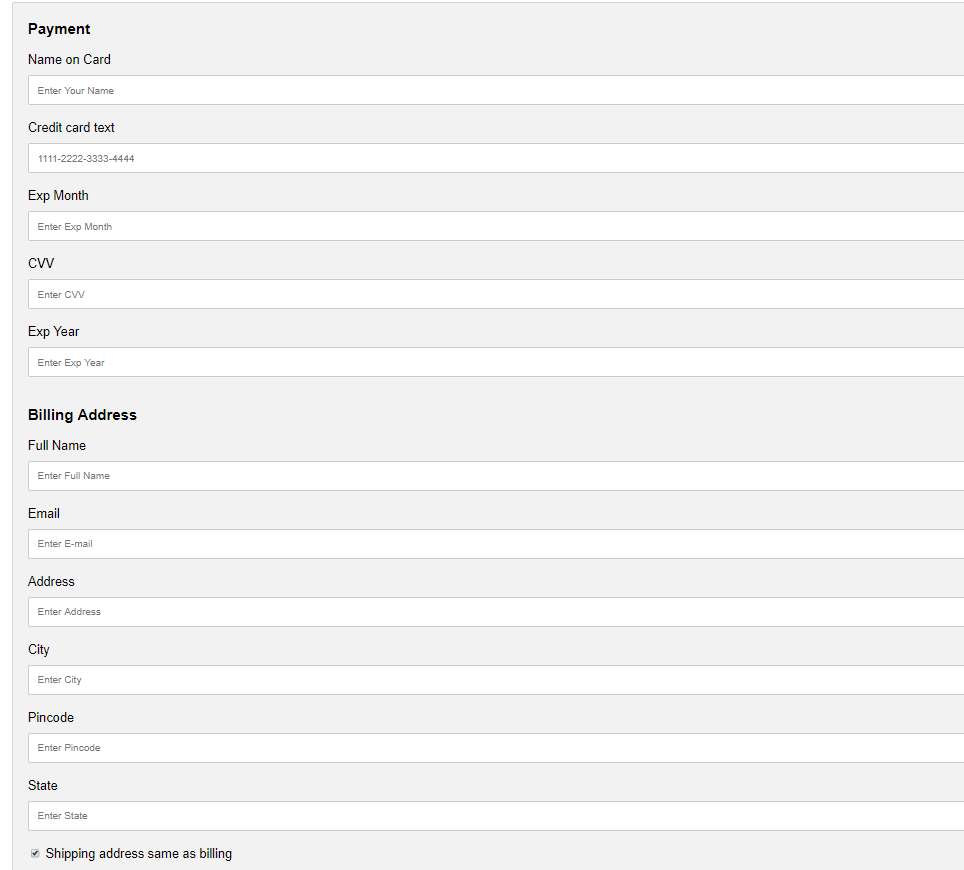 Payment
Name on Card
Enter Your Name
Credit card text
1111-2222-3333-4444
Exp Month
Enter Exp Month
CVV
Enter CVV
Exp Year
Enter Exp Year
Billing Address
Full Name
Enter Full Name
Email
Enter E-mail
Address
Enter Address
City
Enter City
Pincode
Enter Pincode
State
Enter State
Shipping address same as billing